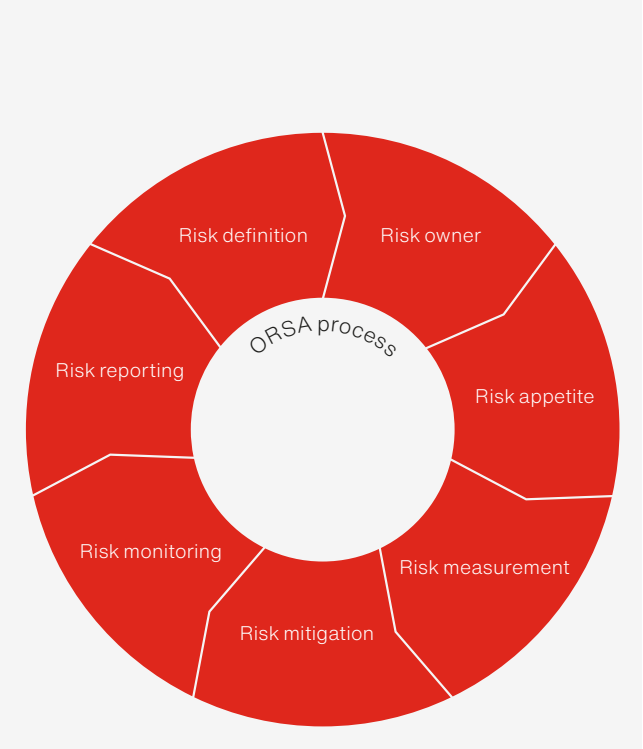 Risk definition
Risk owner
ORSA process
Risk reporting
Risk appetite
Risk monitoring
Risk measurement
Risk mitigation